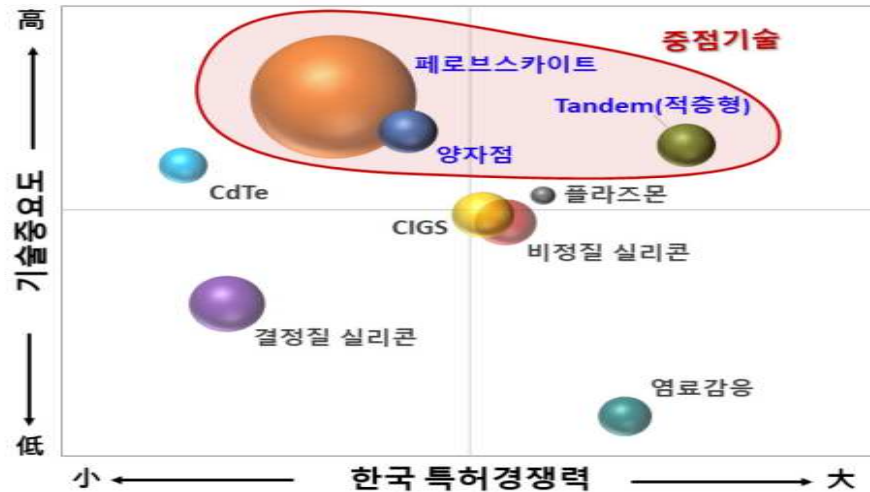 高
중점기술
페로브스카이트
Tandem(적층형)
양자점
CdTe
플라즈몬
CIGS
비정질 실리콘
기술중요도
결정질 실리콘
염료감응
低
小
한국 특허경쟁력
大